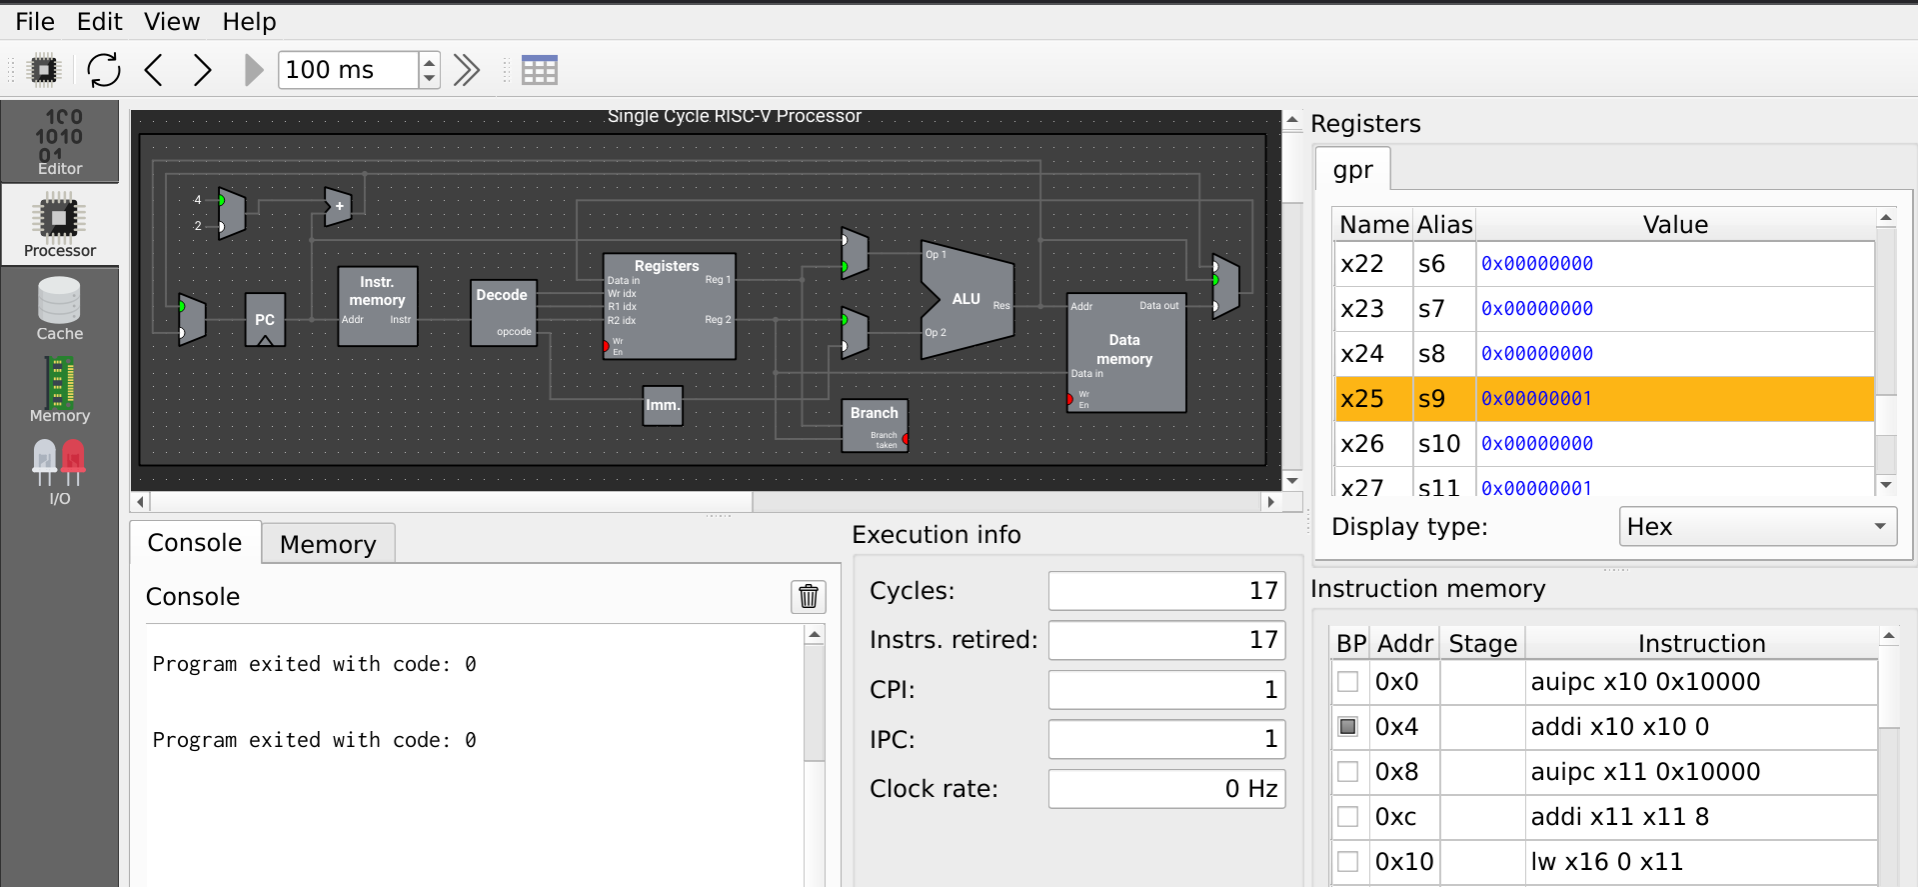 File Edit View Help
100 ms
100
1010
01
Editor
Processor
Cache
Memory
I/O
Single Cycle RISC-V Processor
4
2
+
PC
Instr.
memory
Addr Instr
Decode
opcode
Registers
Data in
Wr idx
R1 idx
R2 idx
Wr
En
Reg 1
Reg 2
Imm.
Op 1
Op 2
ALU
Res
Branch
Branch
taken
Addr Data out
Data
memory
Data in
Wr
En
Registers
gpr
Name Alias Value
x22 s6 0x00000000
x23 s7 0x00000000
x24 s8 0x00000000
x25 s9 0x00000001
x26 s10 0x00000000
x27 s11 0x00000001
Display type: Hex
Console Memory
Console
Program exited with code: 0
Program exited with code: 0
Execution info
Cycles: 17
Instrs. retired: 17
CPI: 1
IPC: 1
Clock rate: 0 Hz
Instruction memory
BP Addr Stage Instruction
0x0 auipc x10 0x10000
0x4 addi x10 x10 0
0x8 auipc x11 0x10000
0xc addi x11 x11 8
0x10 lw x16 0 x11